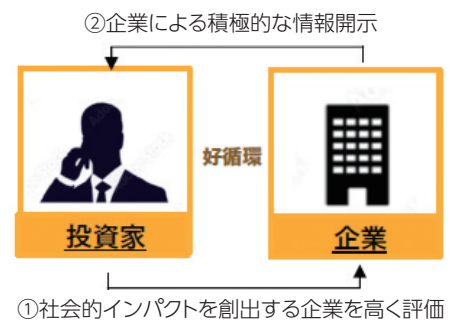 ②企業による積極的な情報開示
好循環
投資家
企業
①社会的インパクトを創出する企業を高く評価